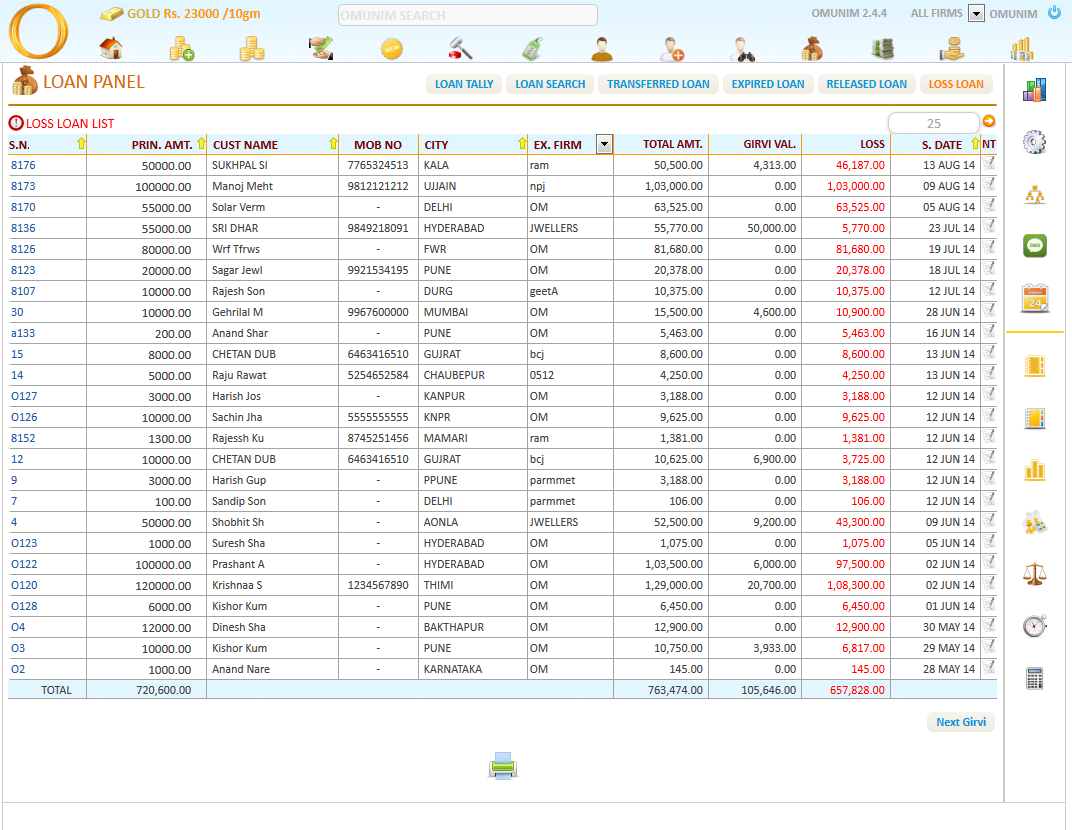 GOLD Rs. 23000 /10gm OMUNIM SEARCH OMUNIM 2.4.4 ALL FIRMS OMUNIM
NEW
LOAN PANEL LOAN TALLY LOAN SEARCH TRANSFERRED LOAN EXPIRED LOAN RELEASED LOAN LOSS LOAN
LOSS LOAN LIST 25
S.N. PRIN. AMT. CUST NAME MOB NO CITY EX. FIRM TOTAL AMT. GIRVI VAL. LOSS S. DATE NT
8176 50000.00 SUKHPAL SI 7765324513 KALA ram 50,500.00 4,313.00 46,187.00 13 AUG 14
8173 100000.00 Manoj Meht 9812121212 UJJAIN npj 1,03,000.00 0.00 1,03,000.00 09 AUG 14
8170 55000.00 Solar Verm - DELHI OM 63,525.00 0.00 63,525.00 05 AUG 14
8136 55000.00 SRI DHAR 9849218091 HYDERABAD JWELLERS 55,770.00 50,000.00 5,770.00 23 JUL 14
8126 80000.00 Wrf Tfrws - FWR OM 81,680.00 0.00 81,680.00 19 JUL 14
8123 20000.00 Sagar Jewl 9921534195 PUNE OM 20,378.00 0.00 20,378.00 18 JUL 14
8107 10000.00 Rajesh Son - DURG geetA 10,375.00 0.00 10,375.00 12 JUL 14
30 10000.00 Gehrilal M 9967600000 MUMBAI OM 15,500.00 4,600.00 10,900.00 28 JUN 14
a133 200.00 Anand Shar - PUNE OM 5,463.00 0.00 5,463.00 16 JUN 14
15 8000.00 CHETAN DUB 6463416510 GUJRAT bcj 8,600.00 0.00 8,600.00 13 JUN 14
14 5000.00 Raju Rawat 5254652584 CHAUBEPUR 0512 4,250.00 0.00 4,250.00 13 JUN 14
O127 3000.00 Harish Jos - KANPUR OM 3,188.00 0.00 3,188.00 12 JUN 14
O126 10000.00 Sachin Jha 5555555555 KNPR OM 9,625.00 0.00 9,625.00 12 JUN 14
8152 1300.00 Rajessh Ku 8745251456 MAMARI ram 1,381.00 0.00 1,381.00 12 JUN 14
12 10000.00 CHETAN DUB 6463416510 GUJRAT bcj 10,625.00 6,900.00 3,725.00 12 JUN 14
9 3000.00 Harish Gup - PPUNE parmmet 3,188.00 0.00 3,188.00 12 JUN 14
7 100.00 Sandip Son - DELHI parmmet 106.00 0.00 106.00 12 JUN 14
4 50000.00 Shobhit Sh - AONLA JWELLERS 52,500.00 9,200.00 43,300.00 09 JUN 14
O123 1000.00 Suresh Sha - HYDERABAD OM 1,075.00 0.00 1,075.00 05 JUN 14
O122 100000.00 Prashant A - HYDERABAD OM 1,03,500.00 6,000.00 97,500.00 02 JUN 14
O120 120000.00 Krishnaa S 1234567890 THIMI OM 1,29,000.00 20,700.00 1,08,300.00 02 JUN 14
O128 6000.00 Kishor Kum - PUNE OM 6,450.00 0.00 6,450.00 01 JUN 14
O4 12000.00 Dinesh Sha - BAKTHAPUR OM 12,900.00 0.00 12,900.00 30 MAY 14
O3 10000.00 Kishor Kum - PUNE OM 10,750.00 3,933.00 6,817.00 29 MAY 14
O2 1000.00 Anand Nare - KARNATAKA OM 145.00 0.00 145.00 28 MAY 14
TOTAL 720,600.00 763,474.00 105,646.00 657,828.00
Next Girvi
SMS
24